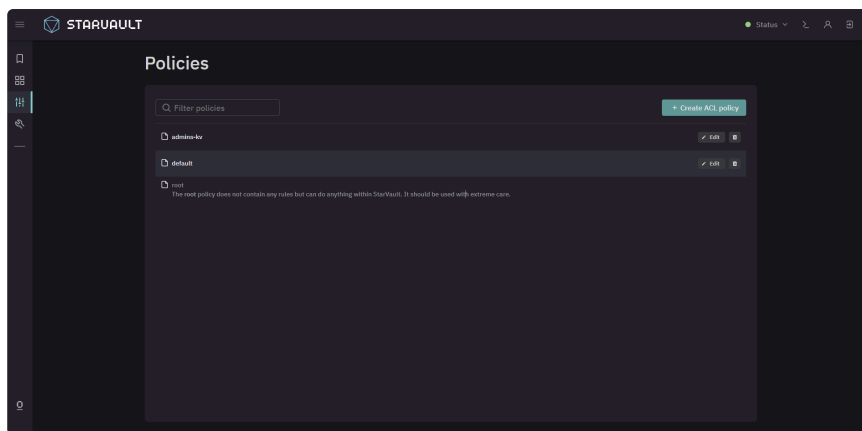 STARVAULT
Status
Policies
Filter policies
+ Create ACL policy
admins-kv
Edit
default
Edit
root
The root policy does not contain any rules but can do anything within StarVault. It should be used with extreme care.